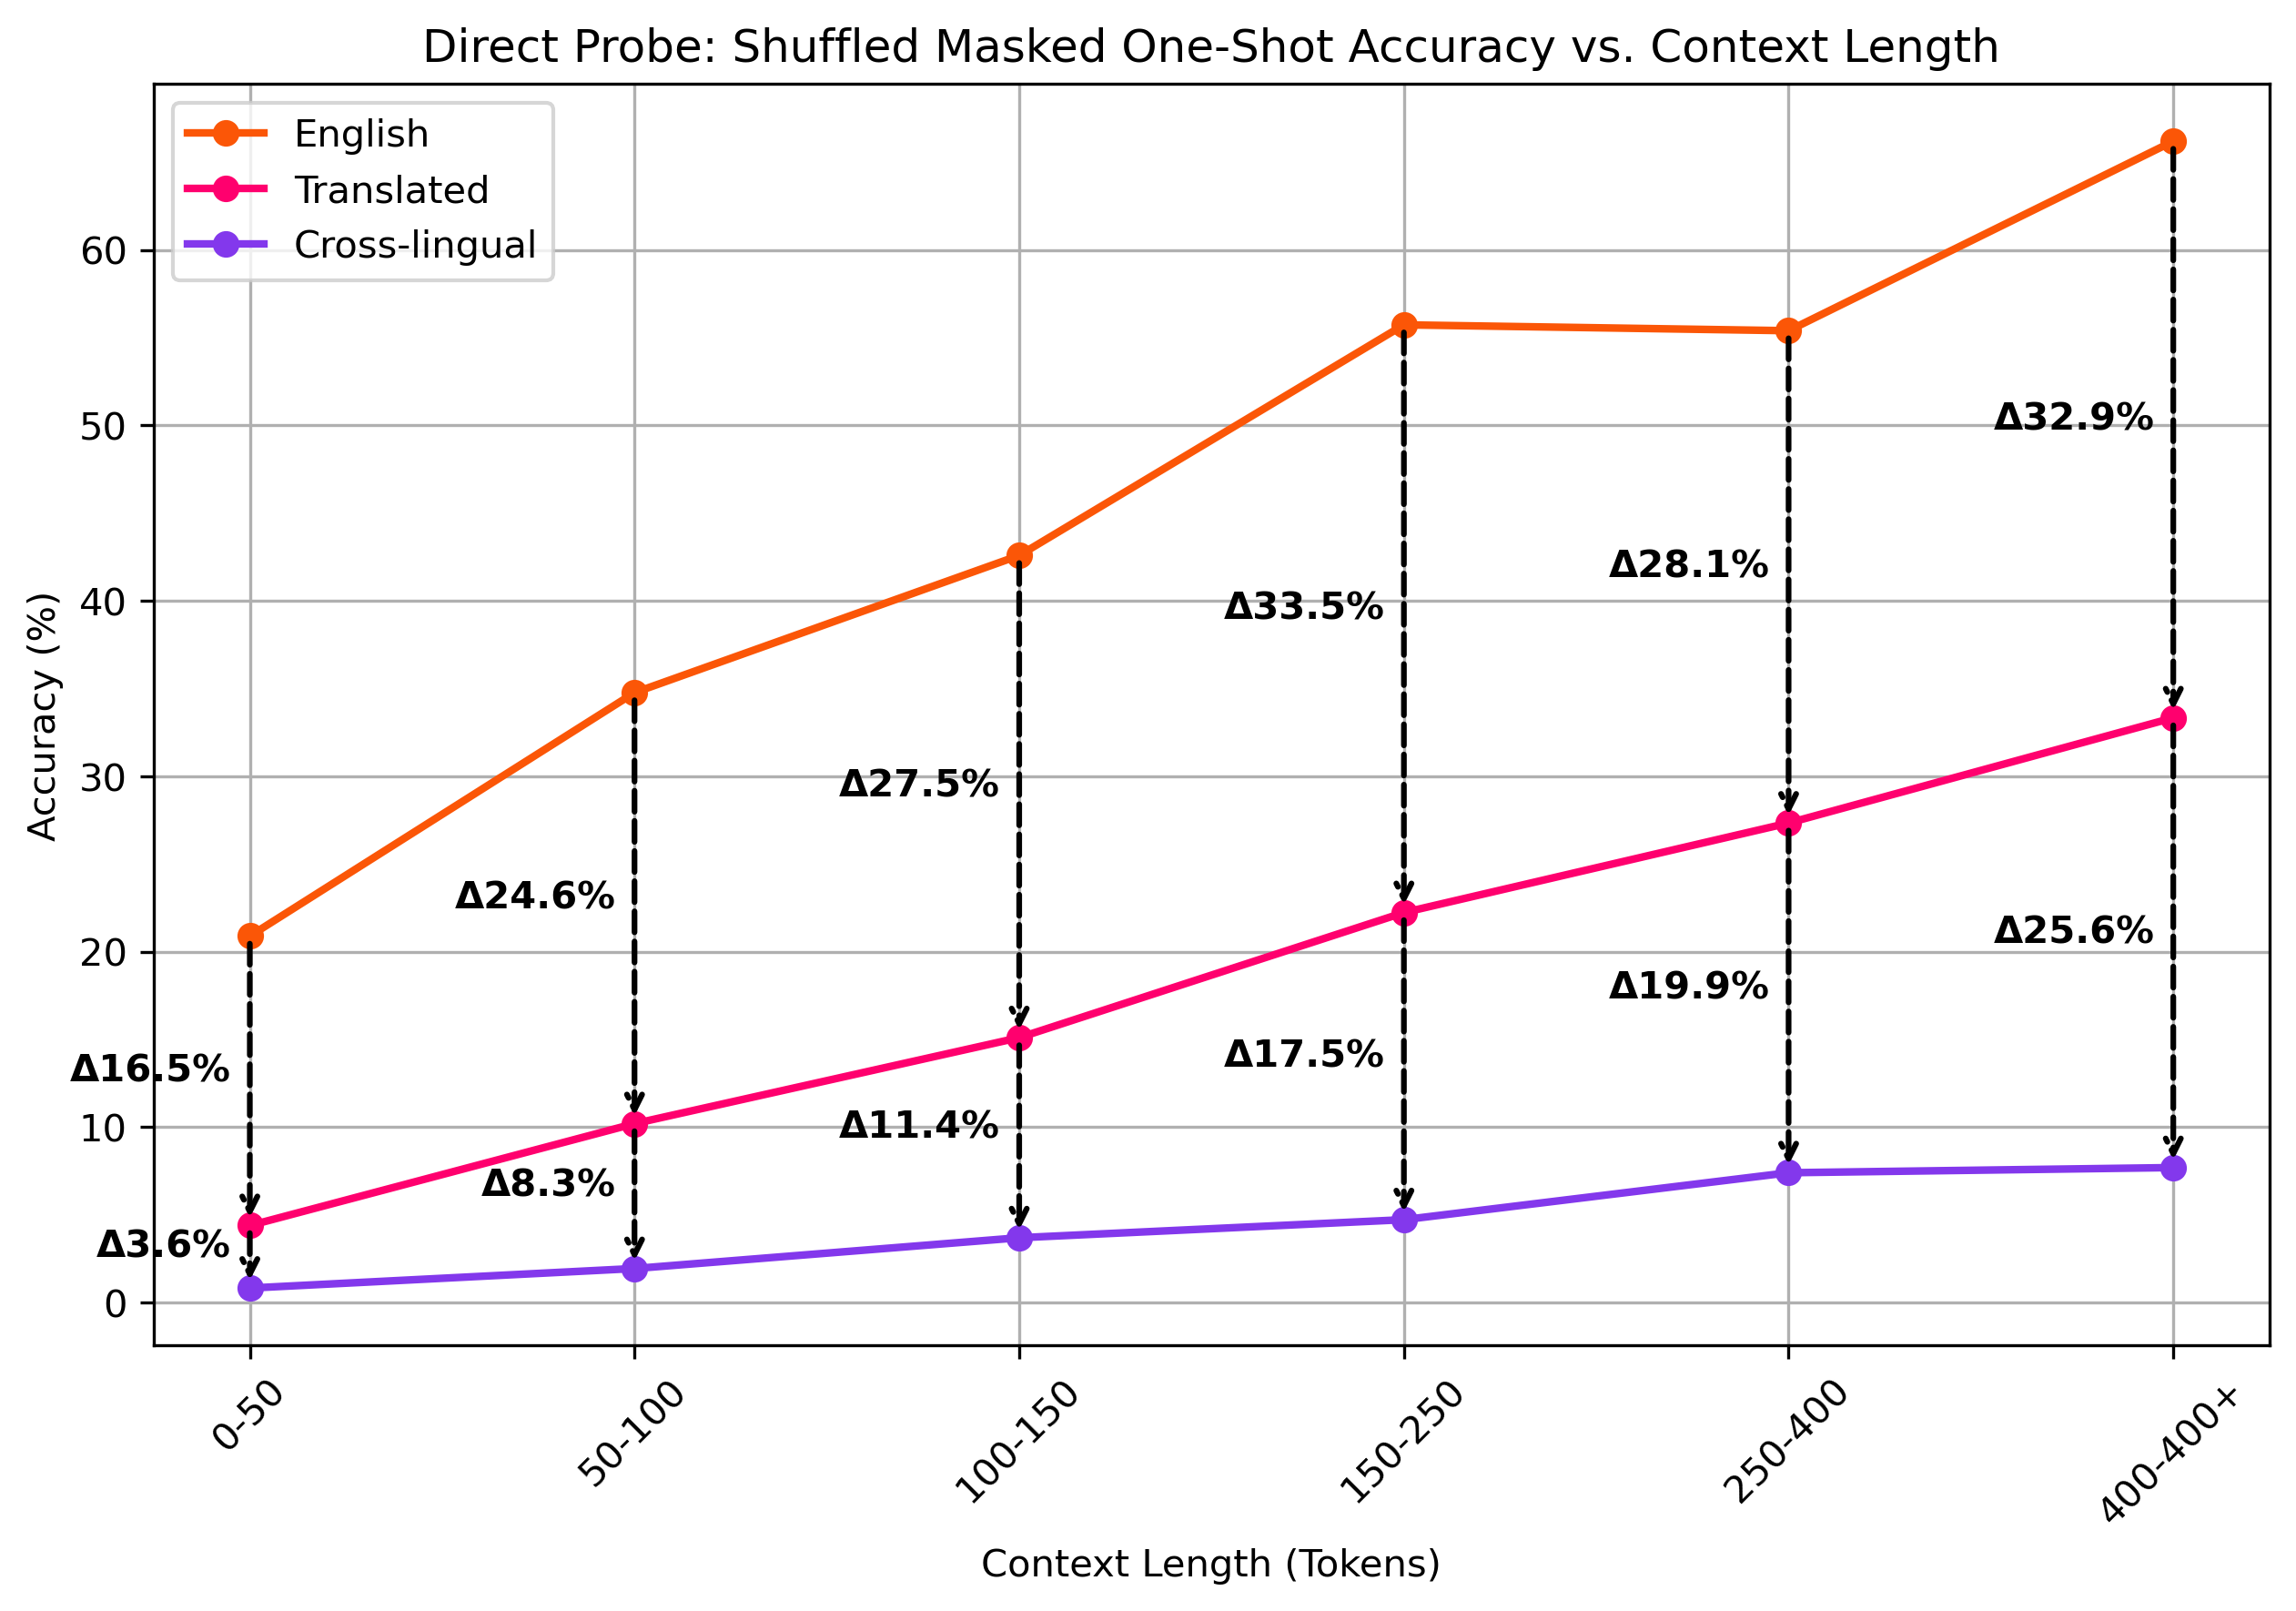 Direct Probe: Shuffled Masked One-Shot Accuracy vs. Context Length
English
Translated
Cross-lingual
Accuracy (%)
60
50
40
30
20
10
0
Δ16.5%
Δ3.6%
Δ24.6%
Δ8.3%
Δ27.5%
Δ11.4%
Δ33.5%
Δ17.5%
Δ28.1%
Δ19.9%
Δ32.9%
Δ25.6%
0-50
50-100
100-150
150-250
250-400
400-400+
Context Length (Tokens)